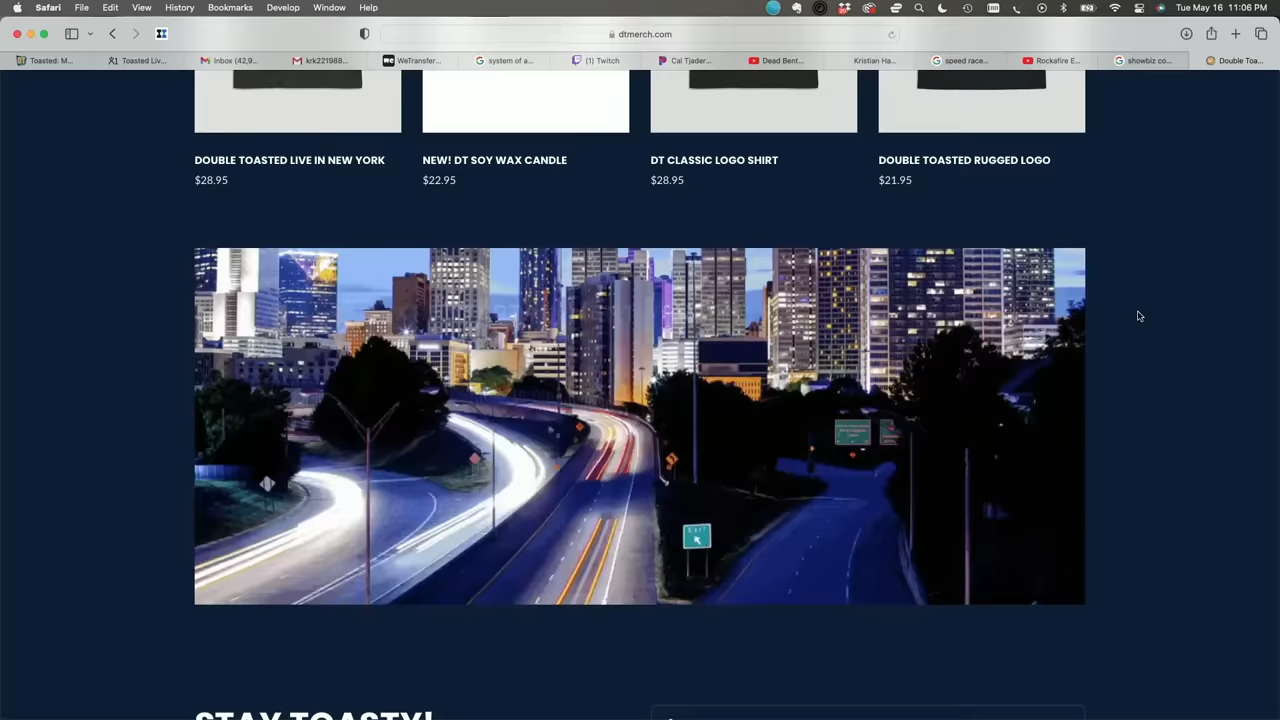 Safari File Edit View History Bookmarks Develop Window Help Tue May 16 11:06 PM
dtmerch.com
Toasted: M... Toasted Liv... Inbox (42,9... krk221988... WeTransfer... system of a... (1) Twitch Cal Tjader... Dead Bent... Kristian Ha... speed race... Rockafire E... showbiz co... Double Toa...
DOUBLE TOASTED LIVE IN NEW YORK
$28.95
NEW! DT SOY WAX CANDLE
$22.95
DT CLASSIC LOGO SHIRT
$28.95
DOUBLE TOASTED RUGGED LOGO
$21.95
EXIT
STAY TOASTY!